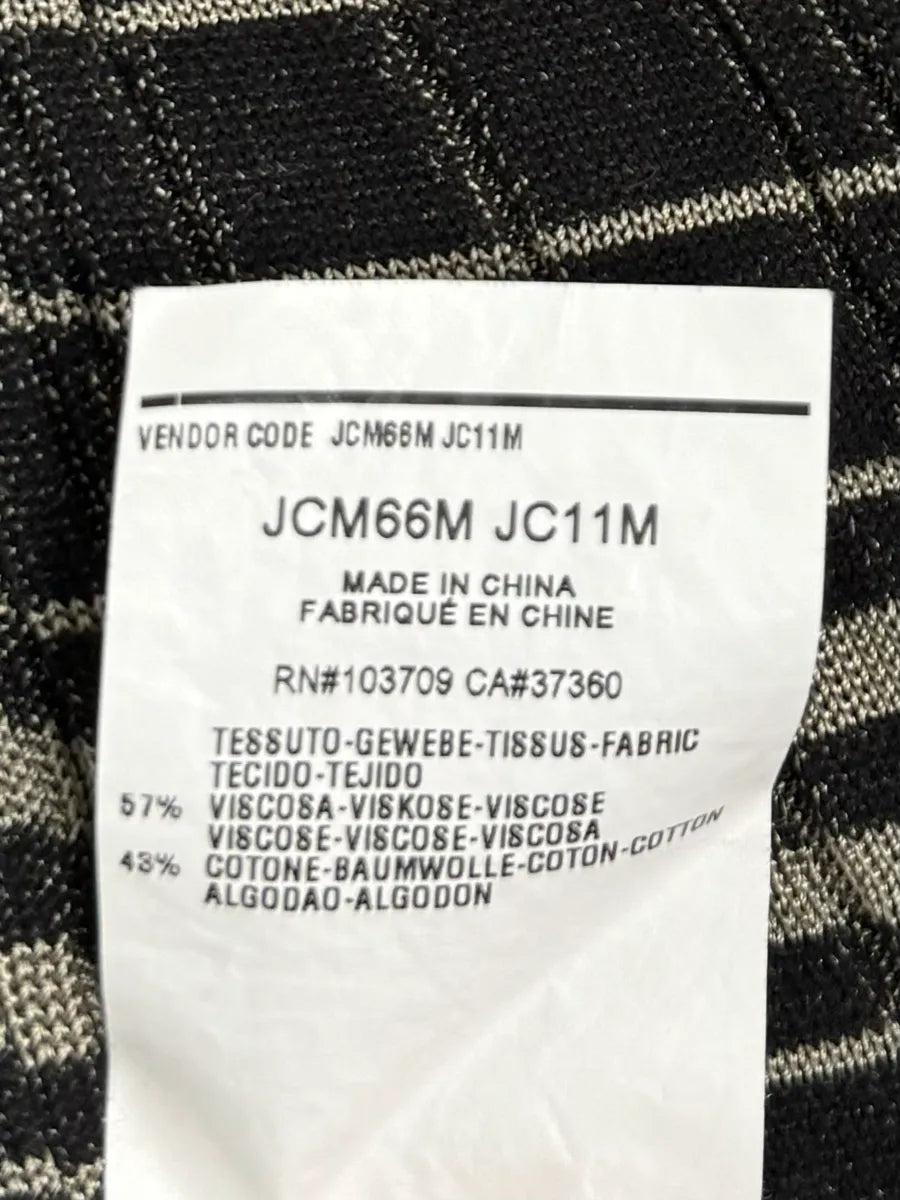 VENDOR CODE JCM66M JC11M
JCM66M JC11M
MADE IN CHINA
FABRIQUÉ EN CHINE
RN#103709 CA#37360
TESSUTO-GEWEBE-TISSUS-FABRIC
TECIDO-TEJIDO
57% VISCOSA-VISKOSE-VISCOSE
VISCOSE-VISCOSE-VISCOSA
43% COTONE-BAUMWOLLE-COTON-COTTON
ALGODAO-ALGODON